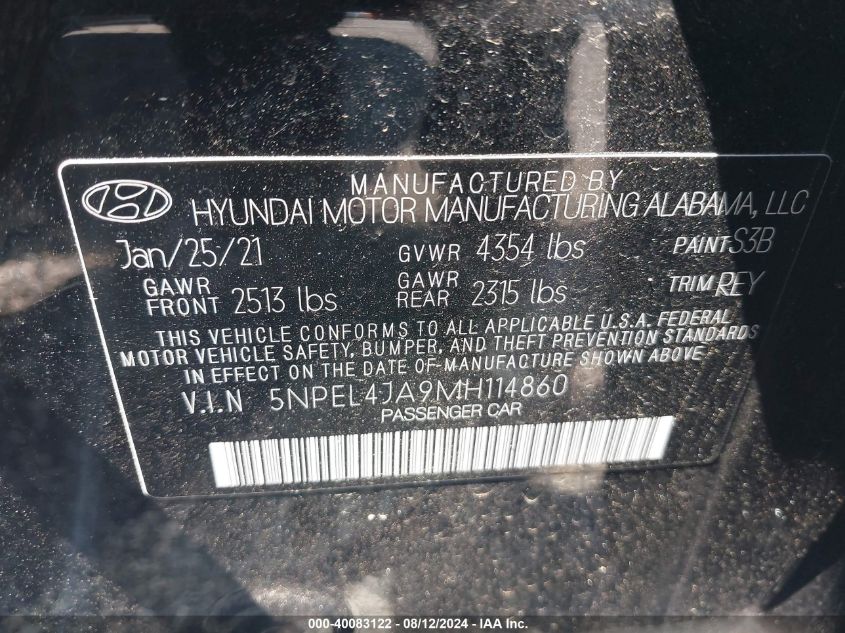 MANUFACTURED BY
HYUNDAI MOTOR MANUFACTURING ALABAMA, LLC
Jan/25/21 GVWR 4354 lbs PAINT S3B
GAWR FRONT 2513 lbs GAWR REAR 2315 lbs TRIM REY
THIS VEHICLE CONFORMS TO ALL APPLICABLE U.S.A. FEDERAL
MOTOR VEHICLE SAFETY, BUMPER, AND THEFT PREVENTION STANDARDS
IN EFFECT ON THE DATE OF MANUFACTURE SHOWN ABOVE
V.I.N 5NPEL4JA9MH114860
PASSENGER CAR
000-40083122 - 08/12/2024 - IAA Inc.